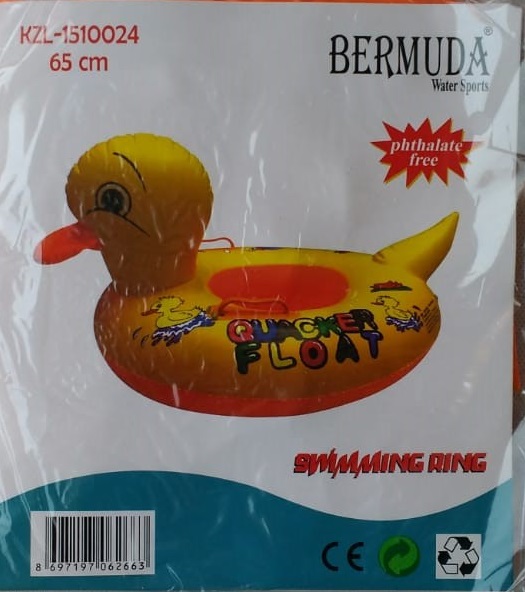 KZL-1510024
65 cm
BERMUDA®
Water Sports
phthalate
free
QUACKER
FLOAT
SWIMMING RING
CE
8 697197 062663